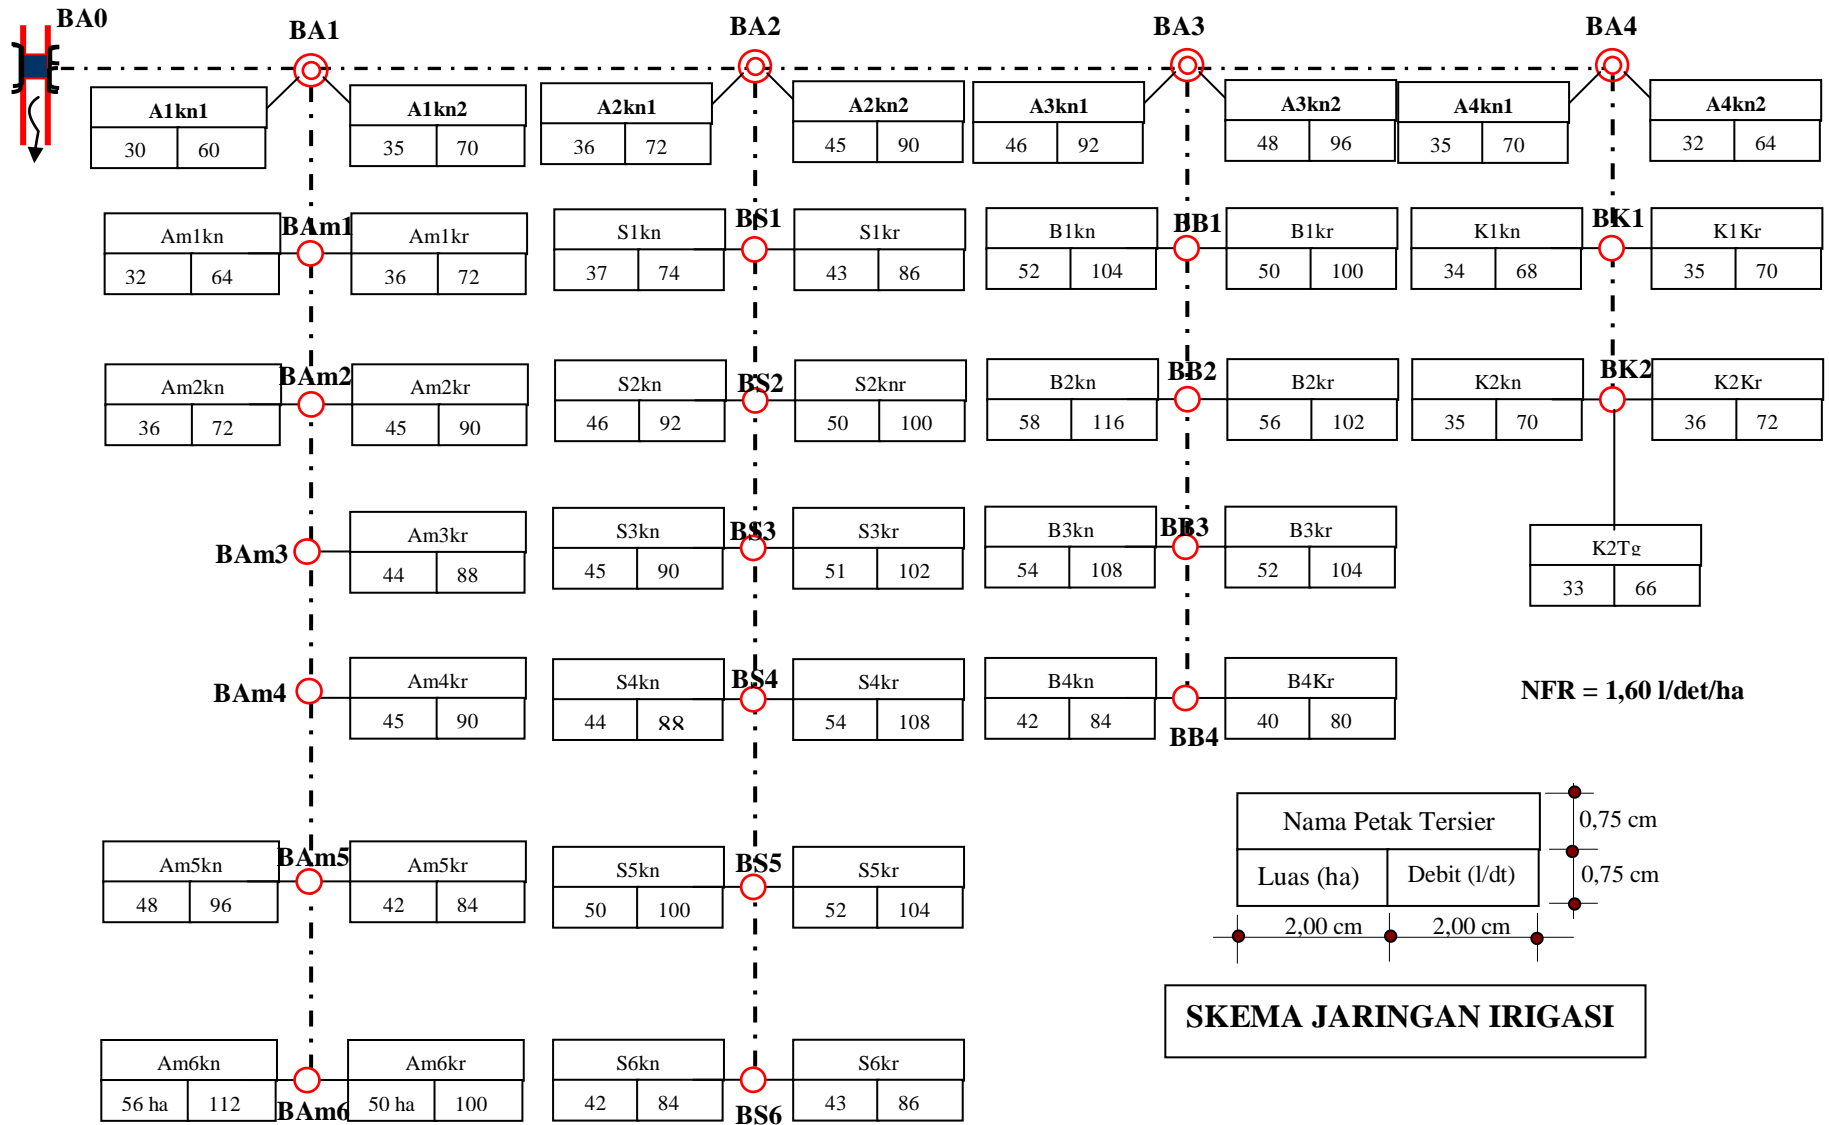 BA0
BA1
BA2
BA3
BA4
A1kn1
30 60
A1kn2
35 70
A2kn1
36 72
A2kn2
45 90
A3kn1
46 92
A3kn2
48 96
A4kn1
35 70
A4kn2
32 64
Am1kn
32 64
BAm1
Am1kr
36 72
S1kn
37 74
BS1
S1kr
43 86
B1kn
52 104
BB1
B1kr
50 100
K1kn
34 68
BK1
K1Kr
35 70
Am2kn
36 72
BAm2
Am2kr
45 90
S2kn
46 92
BS2
S2knr
50 100
B2kn
58 116
BB2
B2kr
56 102
K2kn
35 70
BK2
K2Kr
36 72
BAm3
Am3kr
44 88
S3kn
45 90
BS3
S3kr
51 102
B3kn
54 108
BB3
B3kr
52 104
K2Tg
33 66
BAm4
Am4kr
45 90
S4kn
44 88
BS4
S4kr
54 108
B4kn
42 84
BB4
B4Kr
40 80
NFR = 1,60 l/det/ha
Am5kn
48 96
BAm5
Am5kr
42 84
S5kn
50 100
BS5
S5kr
52 104
Nama Petak Tersier
Luas (ha) Debit (l/dt)
0,75 cm
0,75 cm
2,00 cm 2,00 cm
SKEMA JARINGAN IRIGASI
Am6kn
56 ha 112
BAm6
Am6kr
50 ha 100
S6kn
42 84
BS6
S6kr
43 86